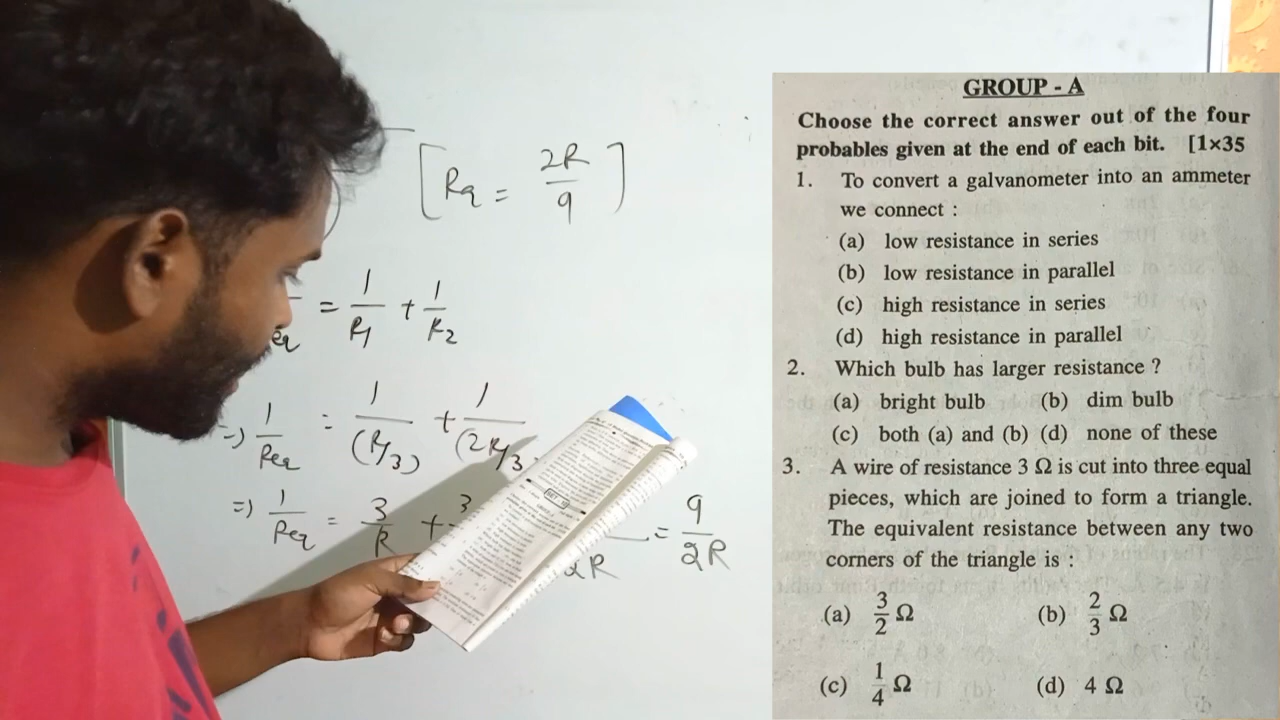 [Rq = 2R/9]
= 1/R1 + 1/R2
eq
=>) 1/Req = 1/(R/3) + 1/(2R/3
=>) 1/Req = 3/R + 3
2R = 9/2R
GROUP - A
Choose the correct answer out of the four
probables given at the end of each bit. [1×35
1. To convert a galvanometer into an ammeter
we connect :
(a) low resistance in series
(b) low resistance in parallel
(c) high resistance in series
(d) high resistance in parallel
2. Which bulb has larger resistance ?
(a) bright bulb (b) dim bulb
(c) both (a) and (b) (d) none of these
3. A wire of resistance 3 Ω is cut into three equal
pieces, which are joined to form a triangle.
The equivalent resistance between any two
corners of the triangle is :
(a) 3/2 Ω (b) 2/3 Ω
(c) 1/4 Ω (d) 4 Ω